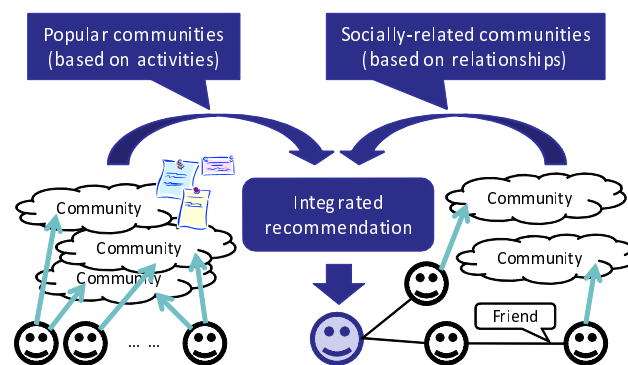 Popular communities
(based on activities)
Socially-related communities
(based on relationships)
Community
Community
Community
Integrated
recommendation
Community
Community
Friend
... ...